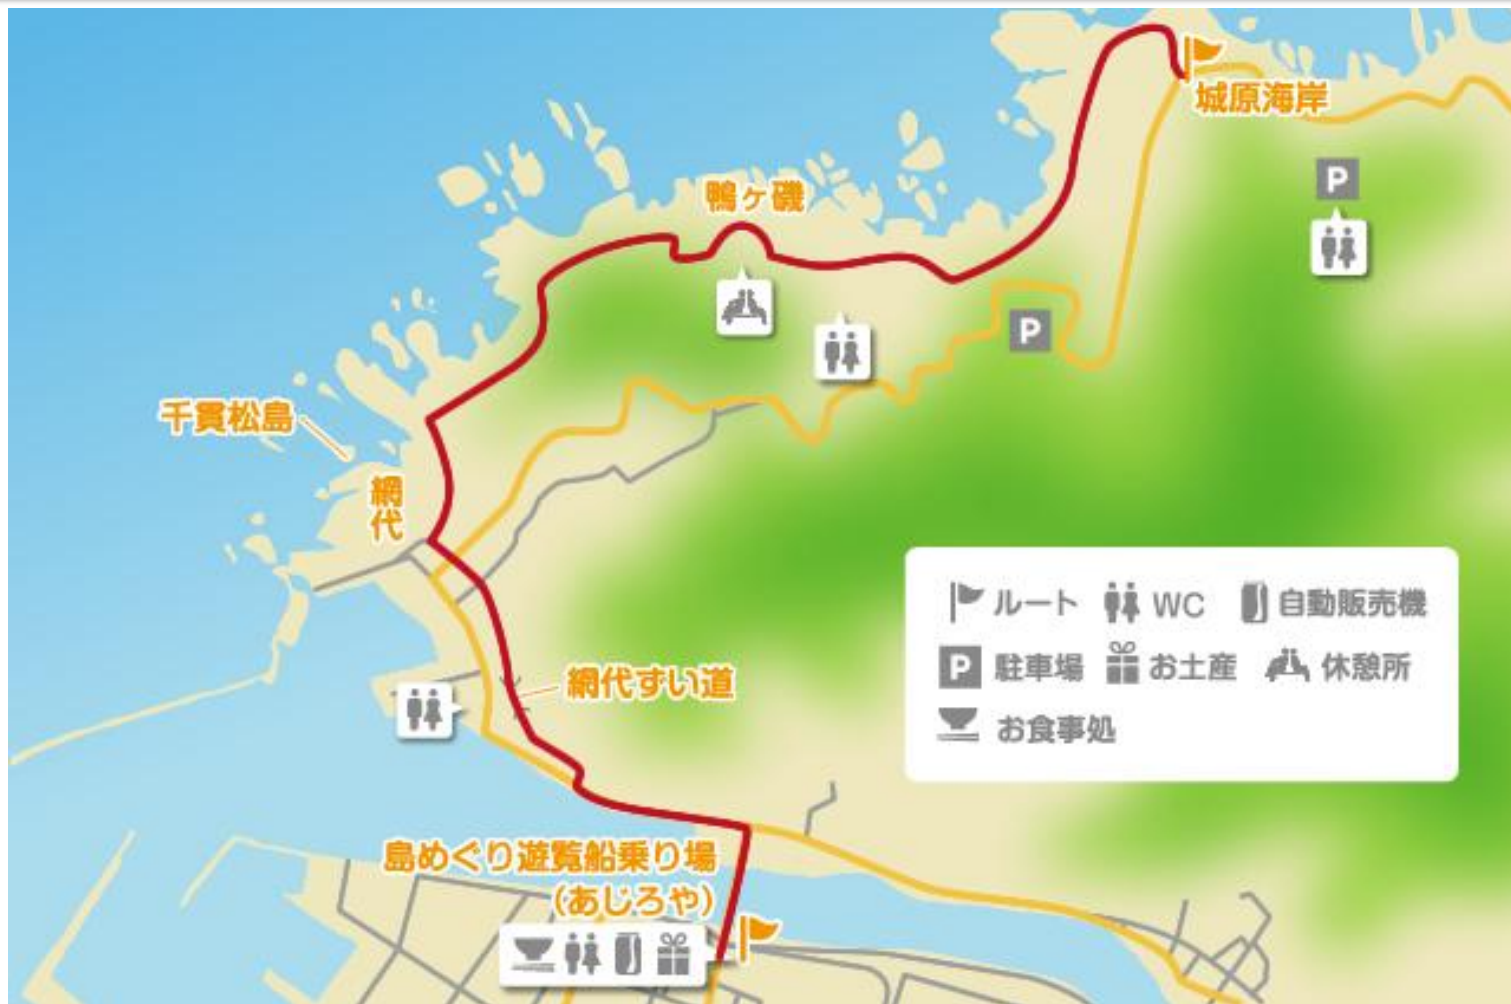 城原海岸
P
鴨ヶ磯
P
千貫松島
網代
網代ずい道
島めぐり遊覧船乗り場
(あじろや)
ルート WC 自動販売機
P 駐車場 お土産 休憩所
お食事処